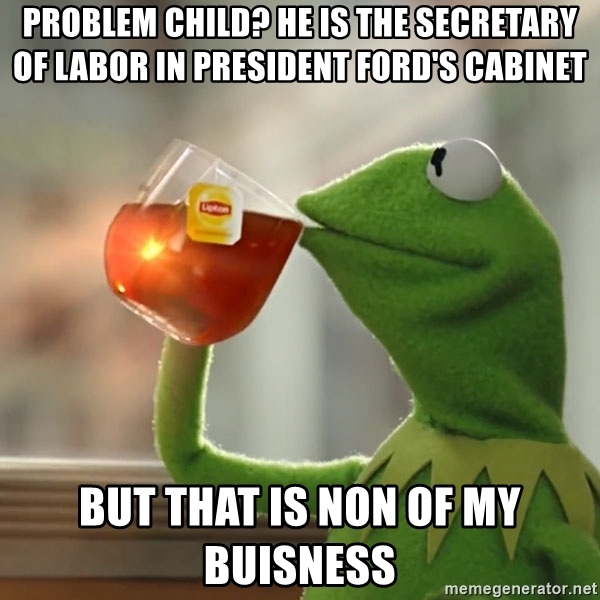 PROBLEM CHILD? HE IS THE SECRETARY
OF LABOR IN PRESIDENT FORD'S CABINET
Lipton
BUT THAT IS NON OF MY
BUISNESS
memegenerator.net